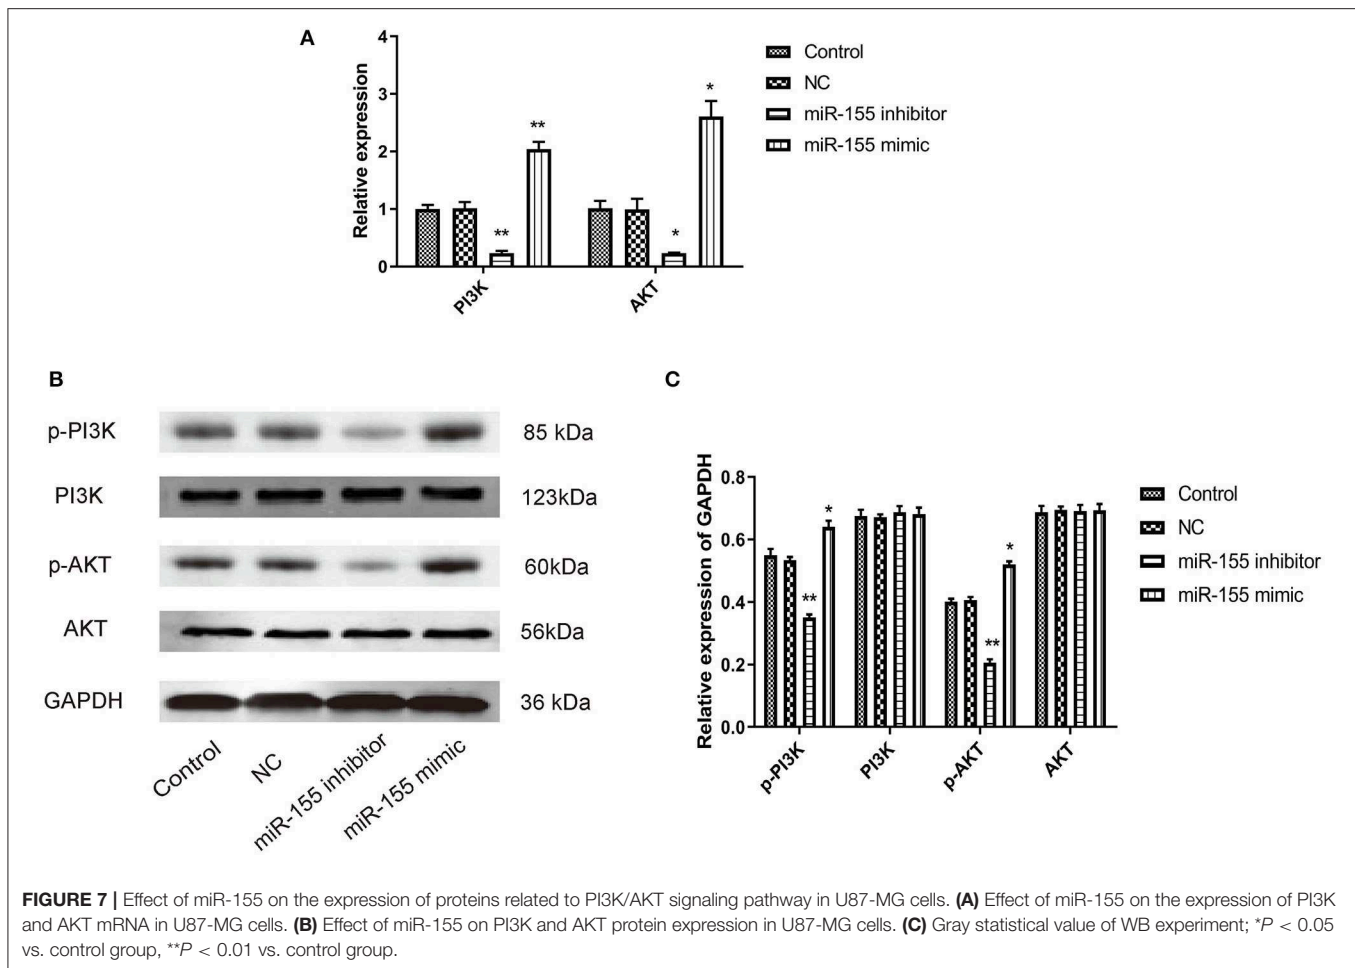 A
4
3
2
1
0
Relative expression
**
**
*
*
PI3K
AKT
Control
NC
miR-155 inhibitor
miR-155 mimic
B
p-PI3K
85 kDa
PI3K
123kDa
p-AKT
60kDa
AKT
56kDa
GAPDH
36 kDa
Control
NC
miR-155 inhibitor
miR-155 mimic
C
Relative expression of GAPDH
0.8
0.6
0.4
0.2
0.0
**
*
**
*
p-PI3K
PI3K
p-AKT
AKT
Control
NC
miR-155 inhibitor
miR-155 mimic
FIGURE 7 | Effect of miR-155 on the expression of proteins related to PI3K/AKT signaling pathway in U87-MG cells. (A) Effect of miR-155 on the expression of PI3K
and AKT mRNA in U87-MG cells. (B) Effect of miR-155 on PI3K and AKT protein expression in U87-MG cells. (C) Gray statistical value of WB experiment; *P < 0.05
vs. control group, **P < 0.01 vs. control group.